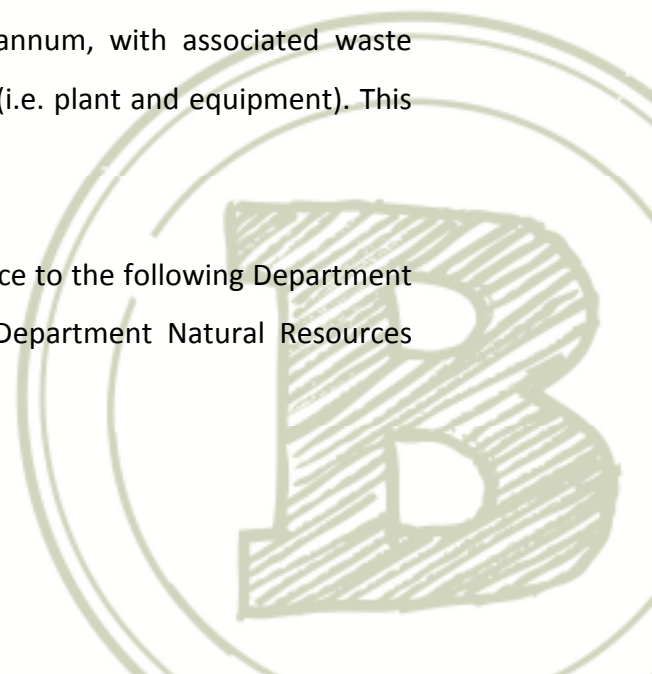 annum, with associated waste
(i.e. plant and equipment). This
ce to the following Department
Department Natural Resources
B